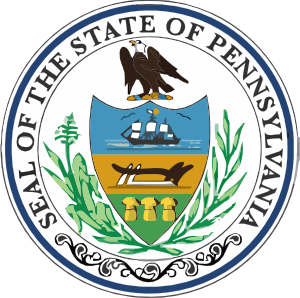 SEAL OF THE STATE OF PENNSYLVANIA